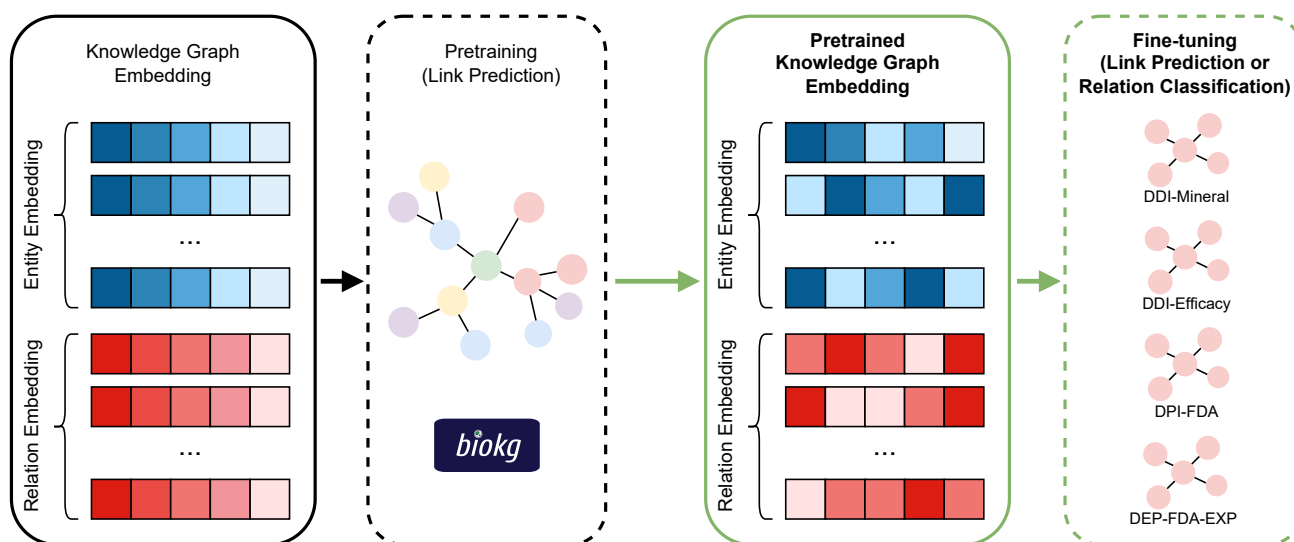 Knowledge Graph
Embedding
Entity Embedding
...
Relation Embedding
...
Pretraining
(Link Prediction)
biokg
Pretrained
Knowledge Graph
Embedding
Entity Embedding
...
Relation Embedding
...
Fine-tuning
(Link Prediction or
Relation Classification)
DDI-Mineral
DDI-Efficacy
DPI-FDA
DEP-FDA-EXP